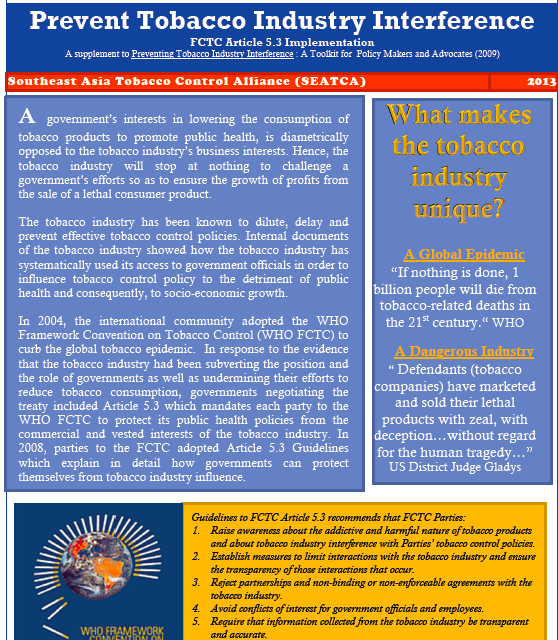 Prevent Tobacco Industry Interference
FCTC Article 5.3 Implementation
A supplement to Preventing Tobacco Industry Interference : A Toolkit for Policy Makers and Advocates (2009)
Southeast Asia Tobacco Control Alliance (SEATCA)
2013
A government's interests in lowering the consumption of
tobacco products to promote public health, is diametrically
opposed to the tobacco industry's business interests. Hence, the
tobacco industry will stop at nothing to challenge a
government's efforts so as to ensure the growth of profits from
the sale of a lethal consumer product.
The tobacco industry has been known to dilute, delay and
prevent effective tobacco control policies. Internal documents
of the tobacco industry showed how the tobacco industry has
systematically used its access to government officials in order to
influence tobacco control policy to the detriment of public
health and consequently, to socio-economic growth.
In 2004, the international community adopted the WHO
Framework Convention on Tobacco Control (WHO FCTC) to
curb the global tobacco epidemic. In response to the evidence
that the tobacco industry had been subverting the position and
the role of governments as well as undermining their efforts to
reduce tobacco consumption, governments negotiating the
treaty included Article 5.3 which mandates each party to the
WHO FCTC to protect its public health policies from the
commercial and vested interests of the tobacco industry. In
2008, parties to the FCTC adopted Article 5.3 Guidelines
which explain in detail how governments can protect
themselves from tobacco industry influence.
What makes
the tobacco
industry
unique?
A Global Epidemic
"If nothing is done, 1
billion people will die from
tobacco-related deaths in
the 21st century." WHO
A Dangerous Industry
" Defendants (tobacco
companies) have marketed
and sold their lethal
products with zeal, with
deception…without regard
for the human tragedy…"
US District Judge Gladys
WHO FRAMEWORK
CONVENTION ON
Guidelines to FCTC Article 5.3 recommends that FCTC Parties:
1. Raise awareness about the addictive and harmful nature of tobacco products
and about tobacco industry interference with Parties' tobacco control policies.
2. Establish measures to limit interactions with the tobacco industry and ensure
the transparency of those interactions that occur.
3. Reject partnerships and non-binding or non-enforceable agreements with the
tobacco industry.
4. Avoid conflicts of interest for government officials and employees.
5. Require that information collected from the tobacco industry be transparent
and accurate.